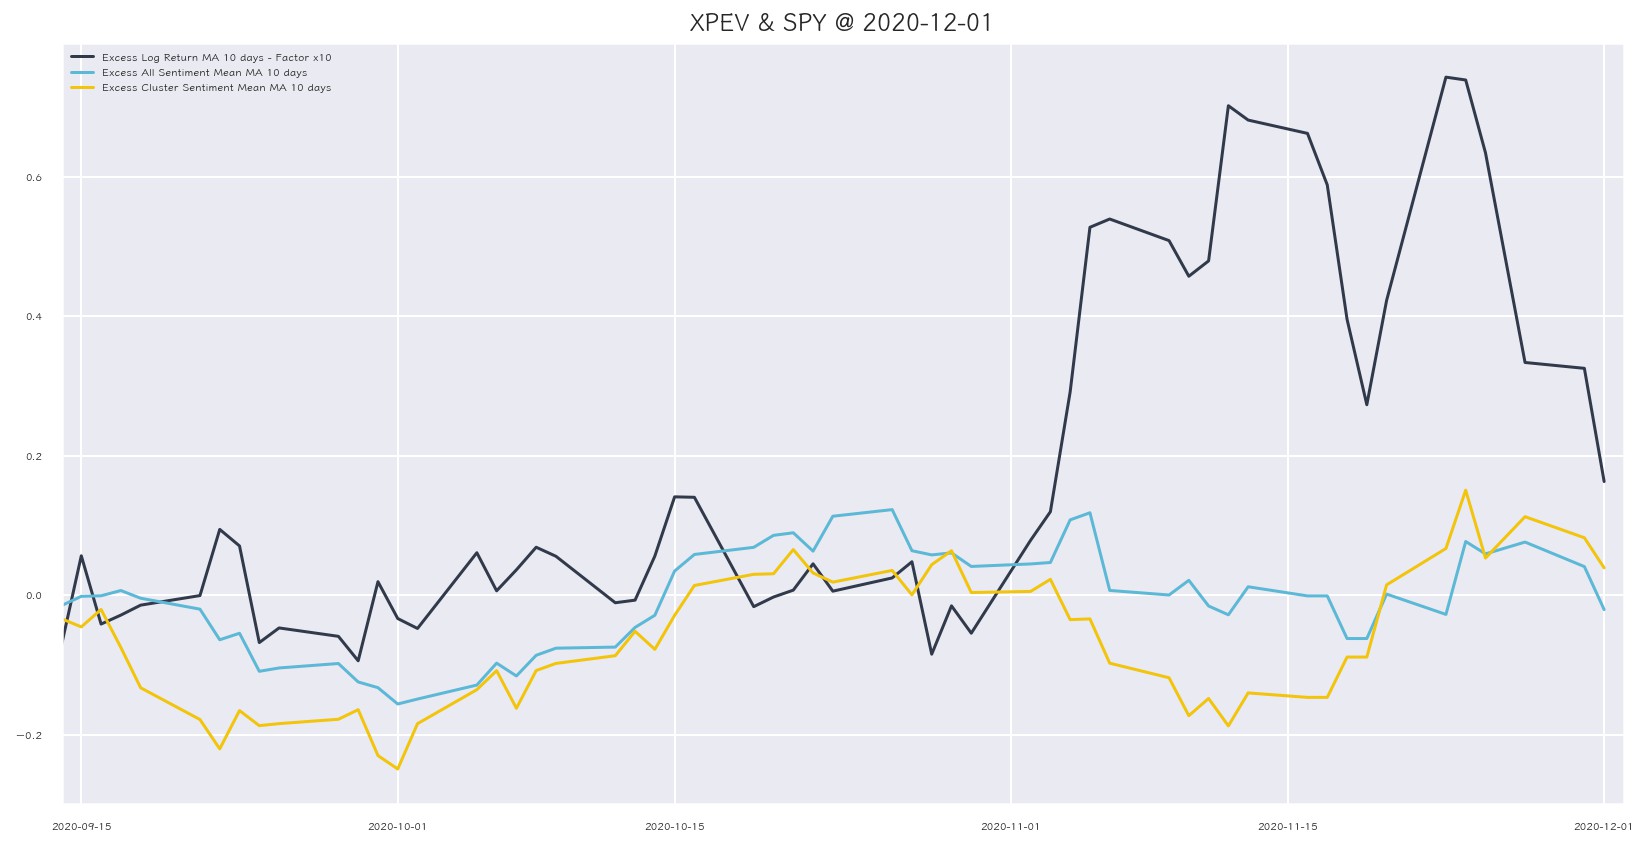 XPEV & SPY @ 2020-12-01
Excess Log Return MA 10 days - Factor x10
Excess All Sentiment Mean MA 10 days
Excess Cluster Sentiment Mean MA 10 days
0.6
0.4
0.2
0.0
−0.2
2020-09-15 2020-10-01 2020-10-15 2020-11-01 2020-11-15 2020-12-01